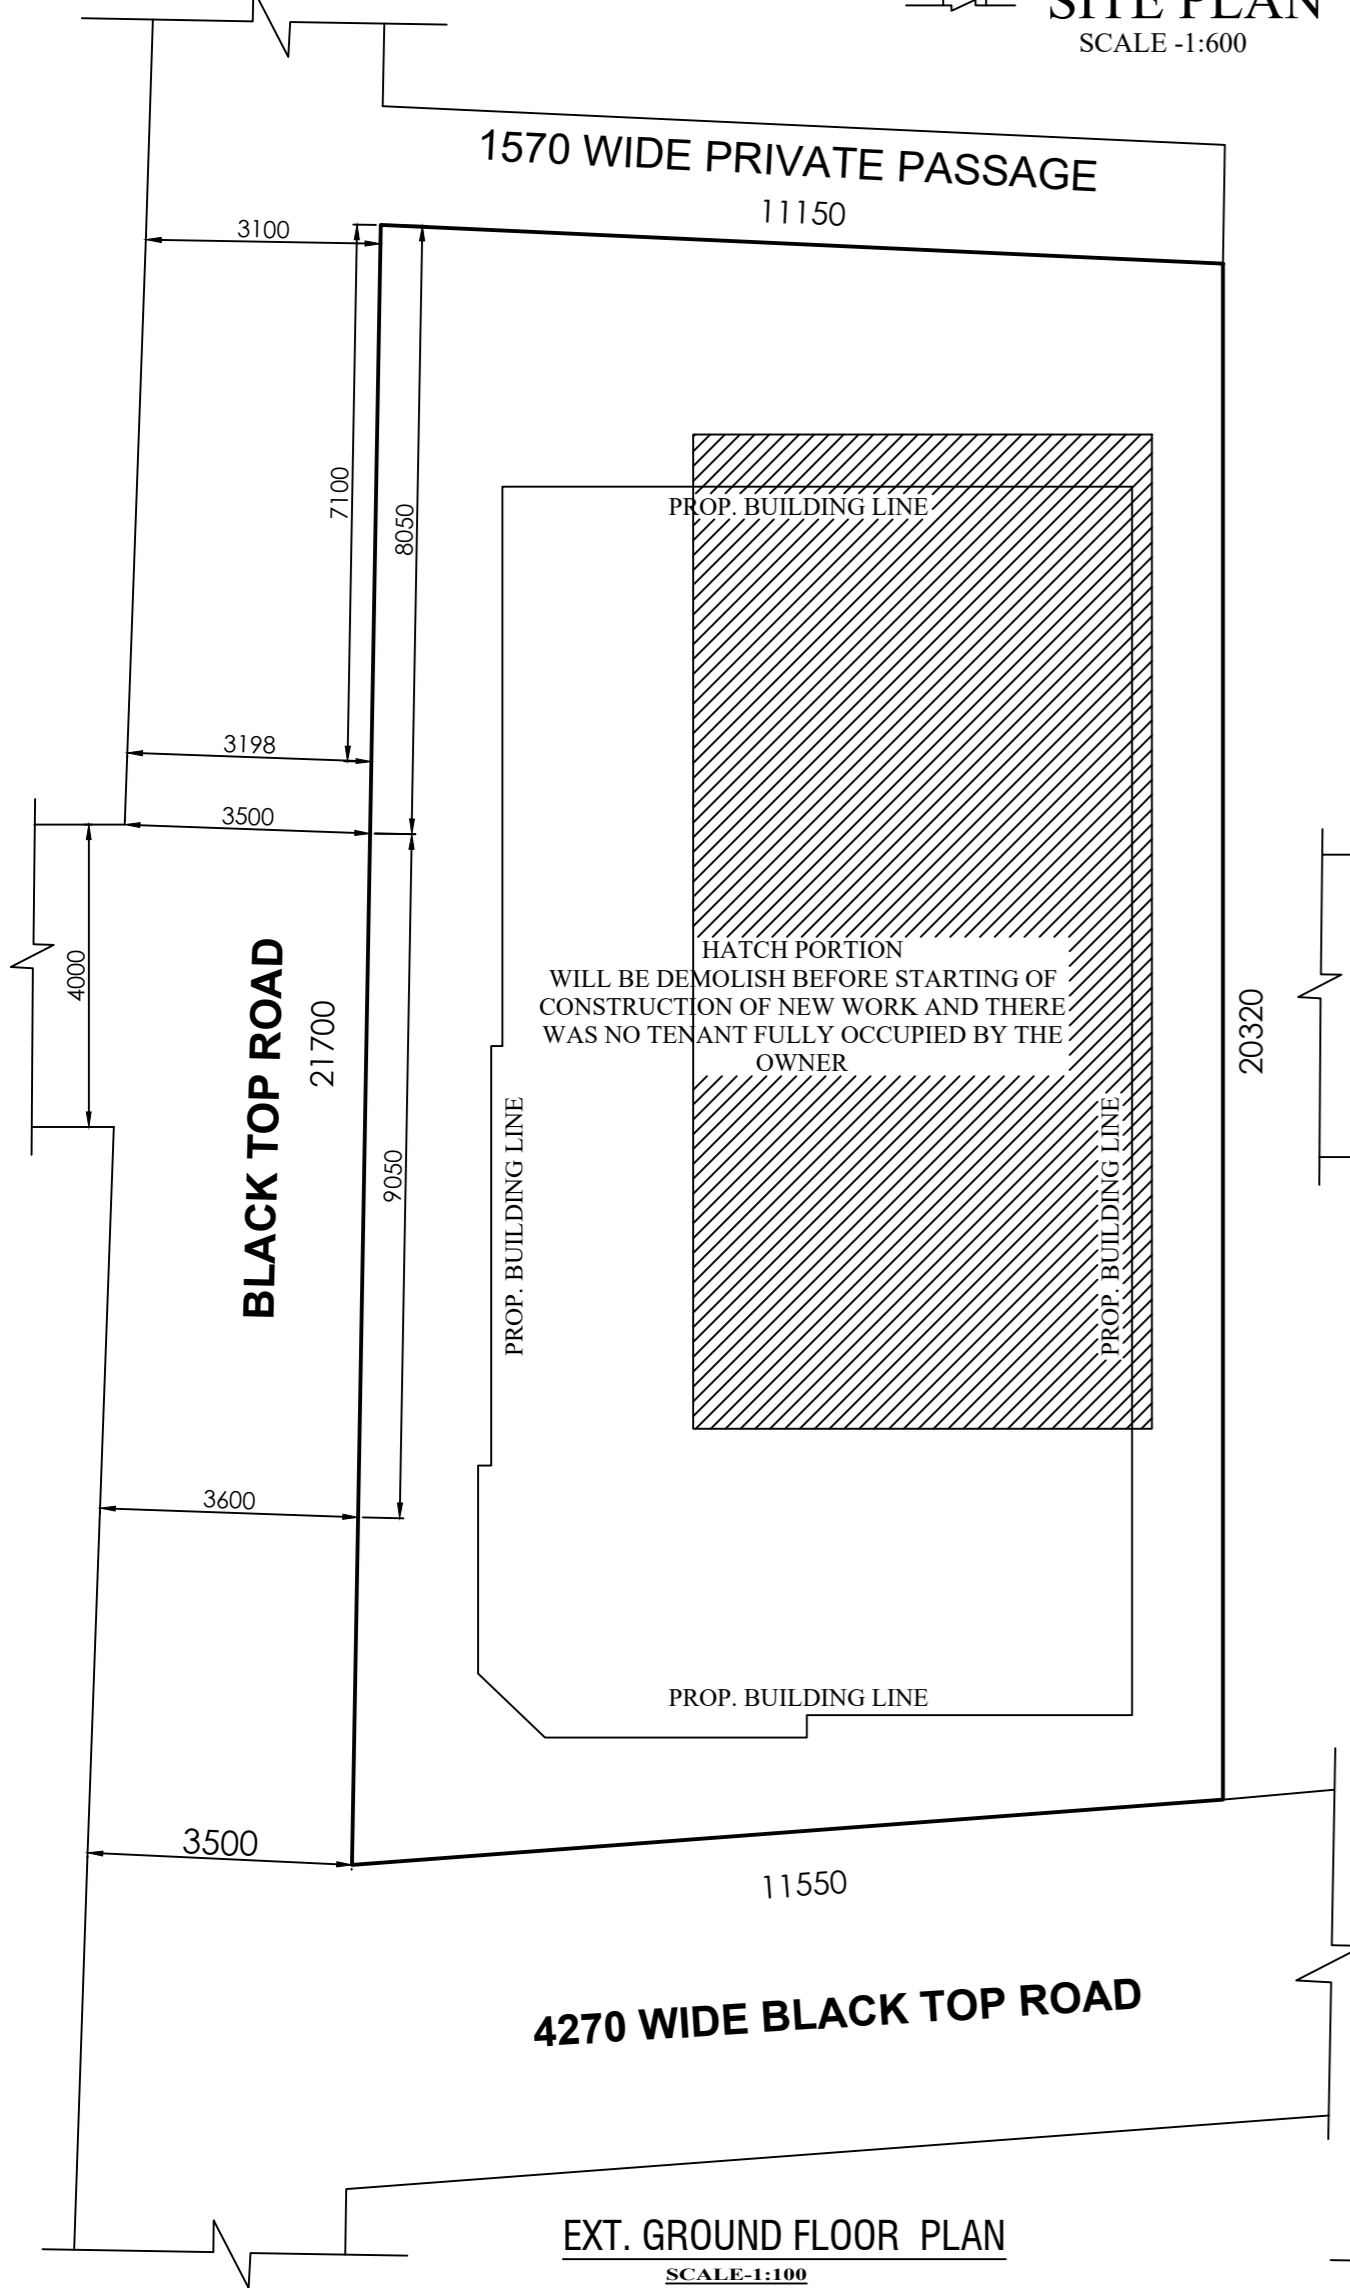 SITE PLAN
SCALE -1:600
1570 WIDE PRIVATE PASSAGE
11150
3100
7100
8050
PROP. BUILDING LINE
3198
3500
4000
BLACK TOP ROAD
21700
HATCH PORTION
WILL BE DEMOLISH BEFORE STARTING OF
CONSTRUCTION OF NEW WORK AND THERE
WAS NO TENANT FULLY OCCUPIED BY THE
OWNER
20320
9050
PROP. BUILDING LINE
PROP. BUILDING LINE
3600
PROP. BUILDING LINE
3500
11550
4270 WIDE BLACK TOP ROAD
EXT. GROUND FLOOR PLAN
SCALE-1:100